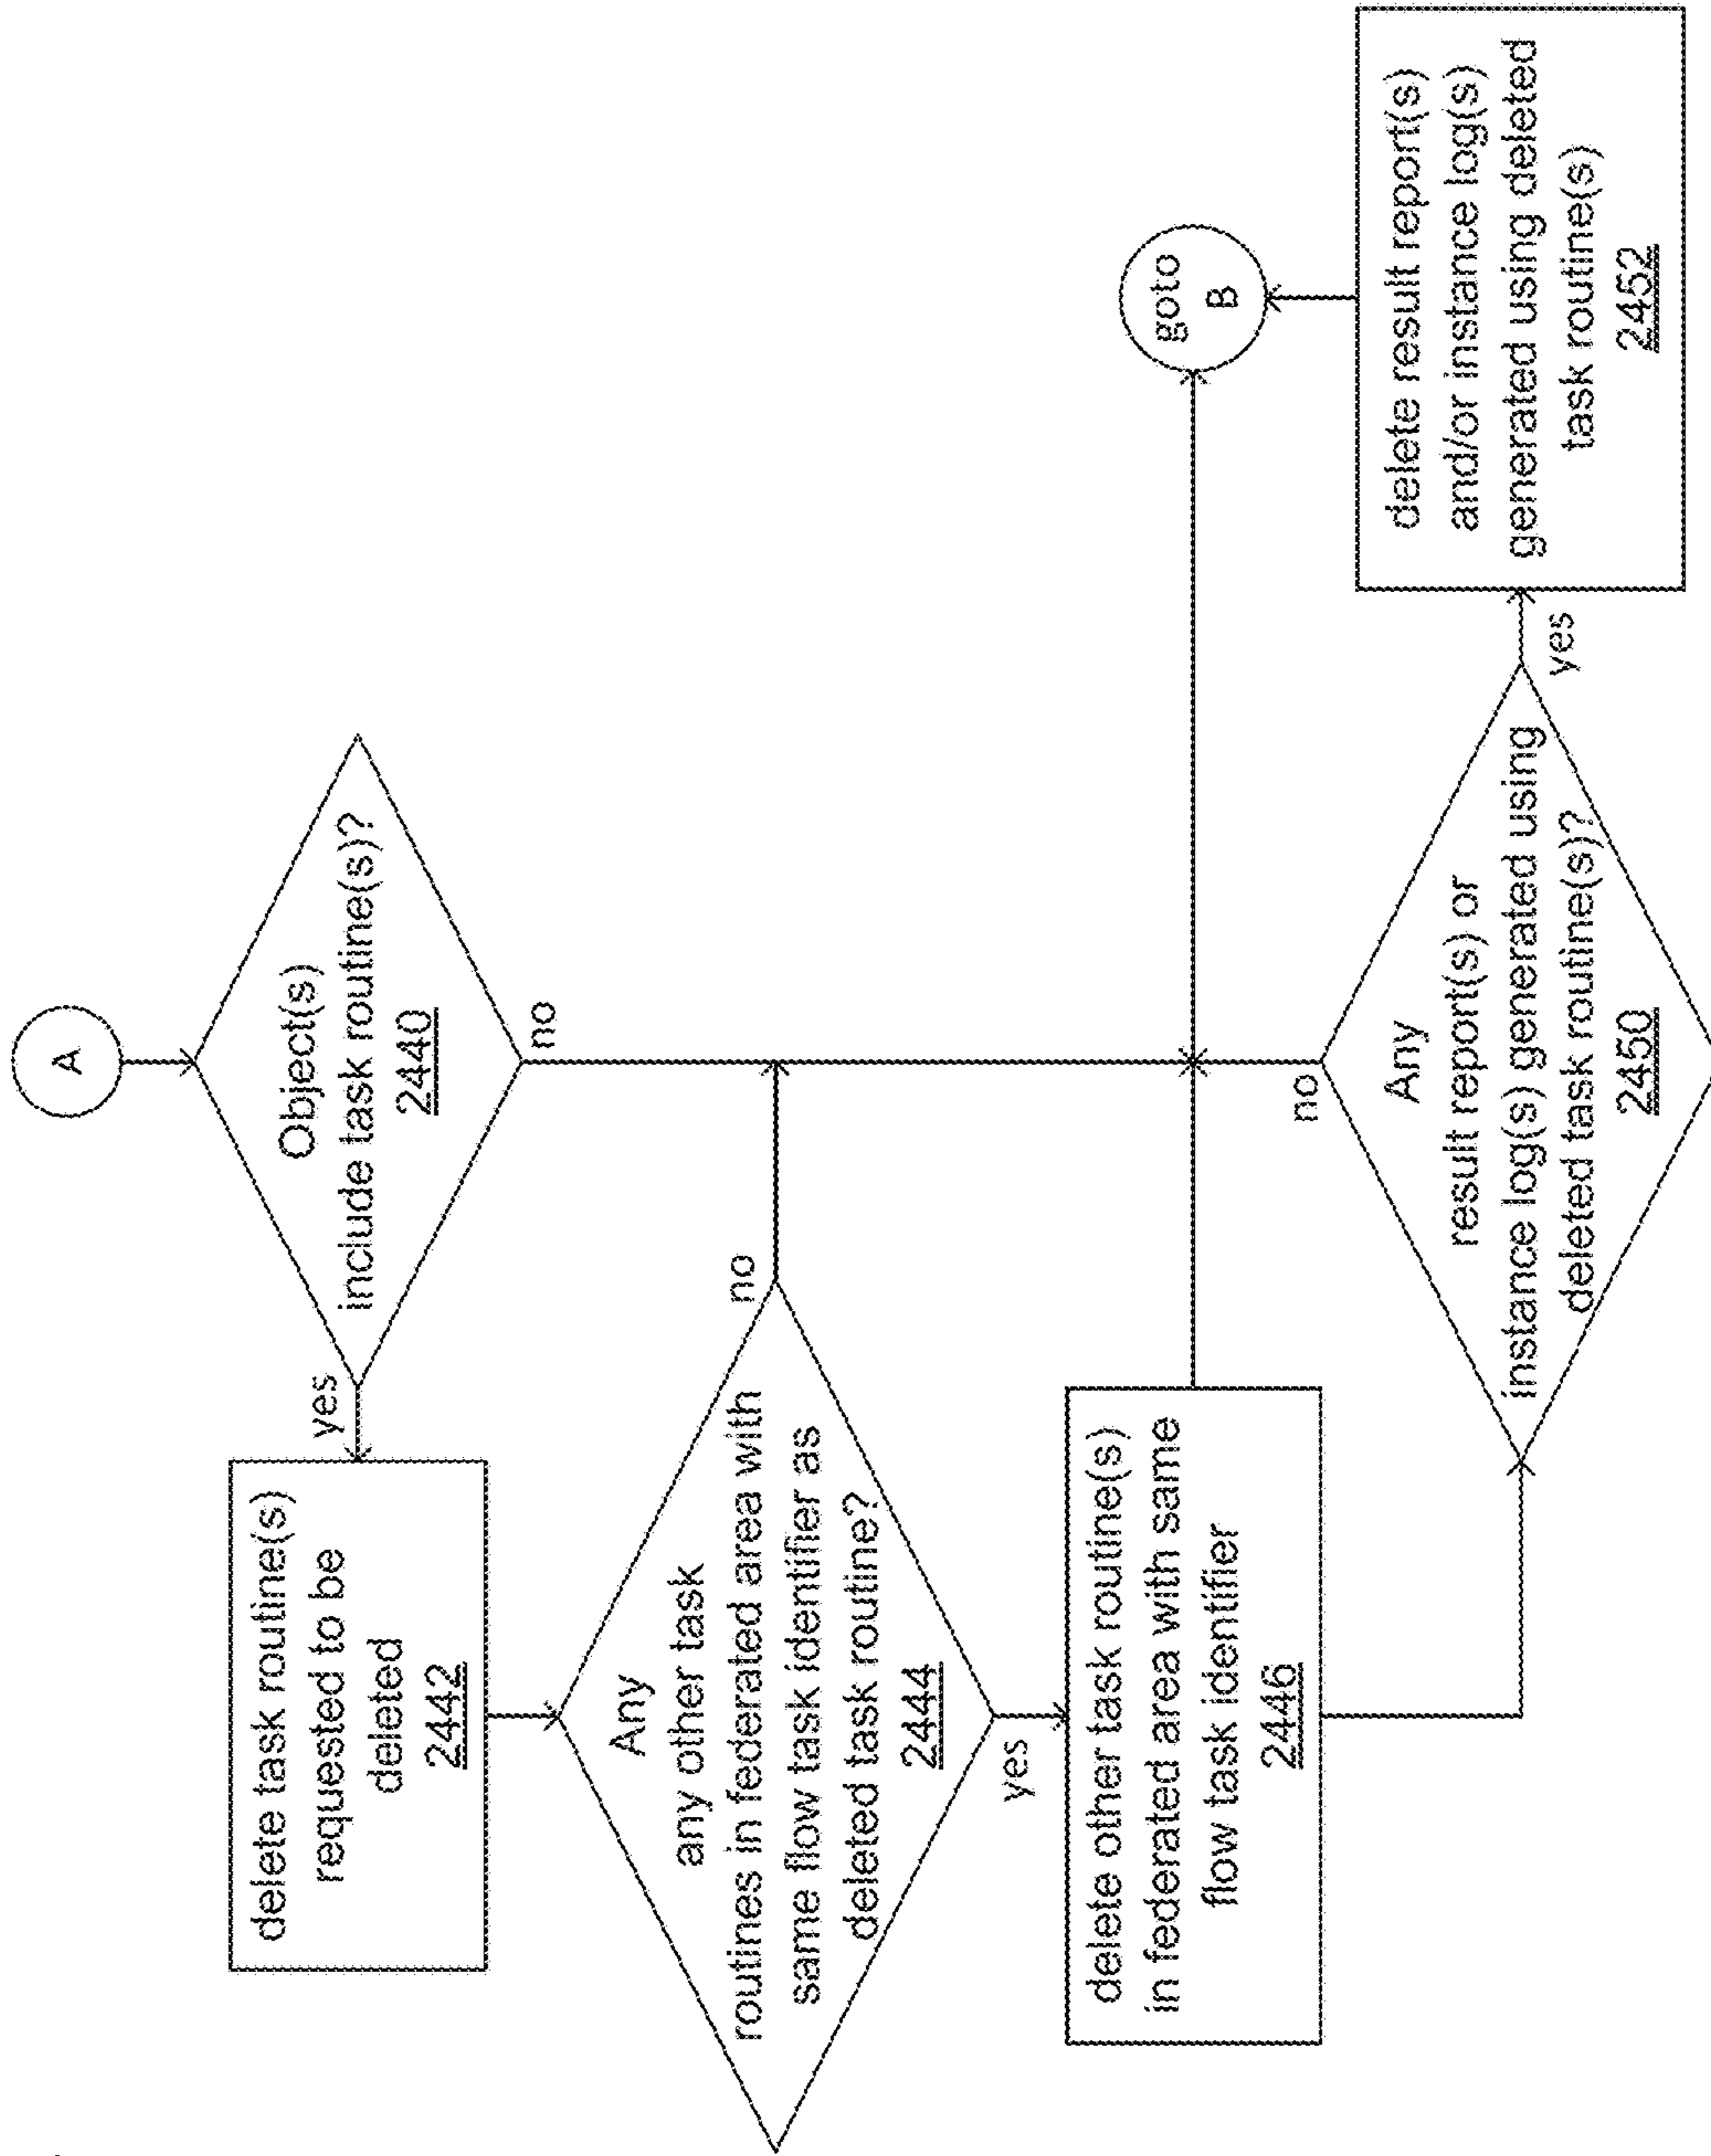 A
Object(s)
include task routine(s)?
2440
yes
no
delete task routine(s)
requested to be
deleted
2442
Any
any other task
routines in federated area with
same flow task identifier as
deleted task routine?
2444
no
yes
delete other task routine(s)
in federated area with same
flow task identifier
2446
Any
result report(s) or
instance log(s) generated using
deleted task routine(s)?
2450
no
yes
delete result report(s)
and/or instance log(s)
generated using deleted
task routine(s)
2452
goto
B